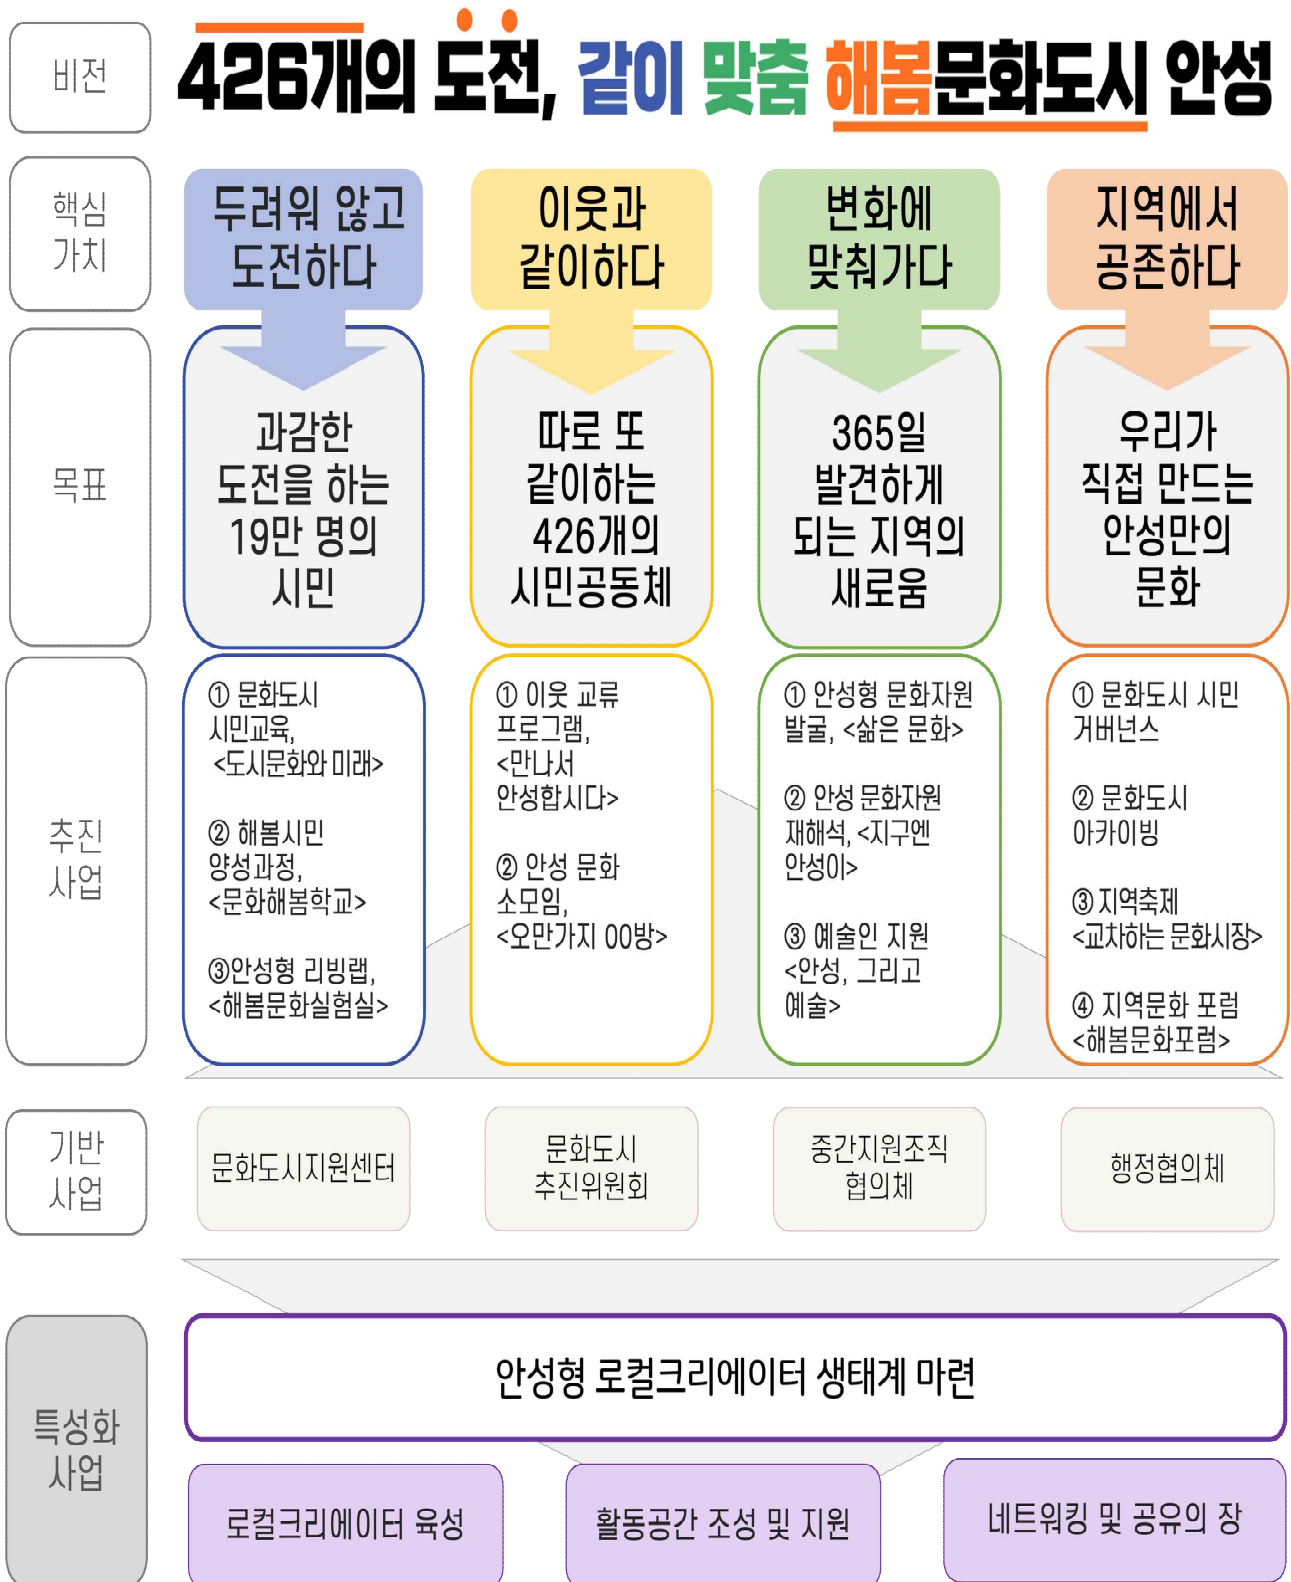 비전
426개의 도전, 같이 맞춤 해봄문화도시 안성
핵심
가치
두려워 않고
도전하다
이웃과
같이하다
변화에
맞춰가다
지역에서
공존하다
목표
과감한
도전을 하는
19만 명의
시민
따로 또
같이하는
426개의
시민공동체
365일
발견하게
되는 지역의
새로움
우리가
직접 만드는
안성만의
문화
추진
사업
① 문화도시
시민교육,
<도시문화와 미래>
② 해봄시민
양성과정,
<문화해봄학교>
③안성형 리빙랩,
<해봄문화실험실>
① 이웃 교류
프로그램,
<만나서
안성합시다>
② 안성 문화
소모임,
<오만가지 00방>
① 안성형 문화자원
발굴, <삶은 문화>
② 안성 문화자원
재해석, <지구엔
안성이>
③ 예술인 지원
<안성, 그리고
예술>
① 문화도시 시민
거버넌스
② 문화도시
아카이빙
③ 지역축제
<교차하는 문화시장>
④ 지역문화 포럼
<해봄문화포럼>
기반
사업
문화도시지원센터
문화도시
추진위원회
중간지원조직
협의체
행정협의체
특성화
사업
안성형 로컬크리에이터 생태계 마련
로컬크리에이터 육성
활동공간 조성 및 지원
네트워킹 및 공유의 장